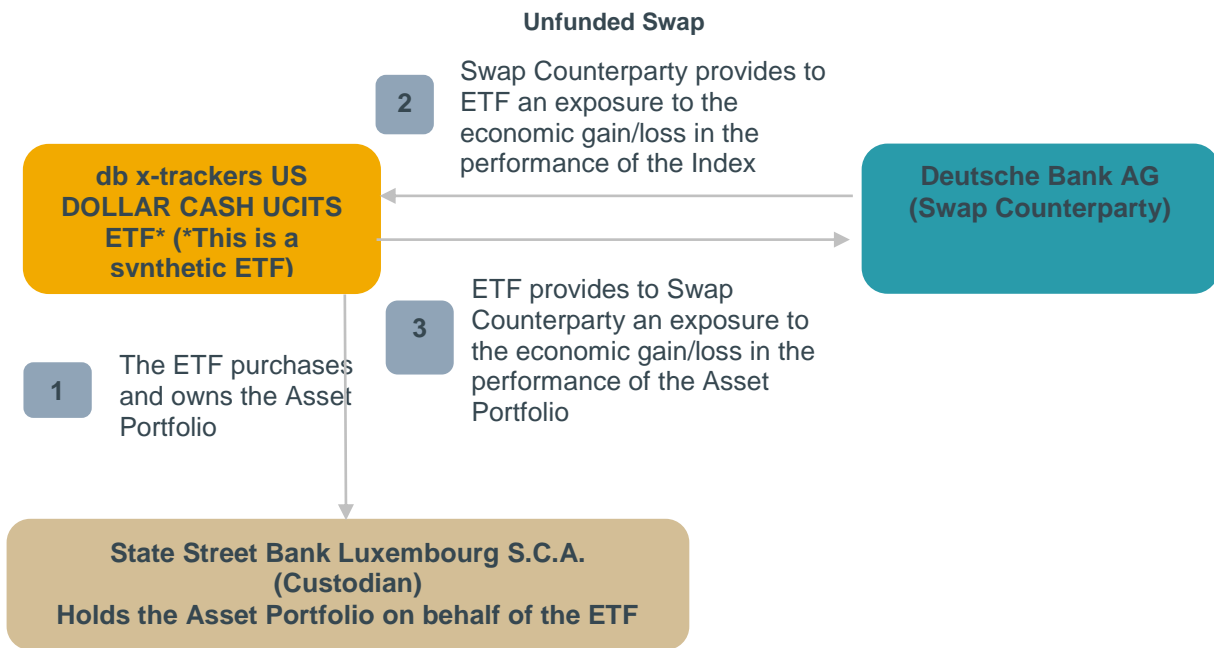 Unfunded Swap
2
Swap Counterparty provides to
ETF an exposure to the
economic gain/loss in the
performance of the Index
db x-trackers US
DOLLAR CASH UCITS
ETF* (*This is a
synthetic ETF)
Deutsche Bank AG
(Swap Counterparty)
3
ETF provides to Swap
Counterparty an exposure to
the economic gain/loss in the
performance of the Asset
Portfolio
1
The ETF purchases
and owns the Asset
Portfolio
State Street Bank Luxembourg S.C.A.
(Custodian)
Holds the Asset Portfolio on behalf of the ETF